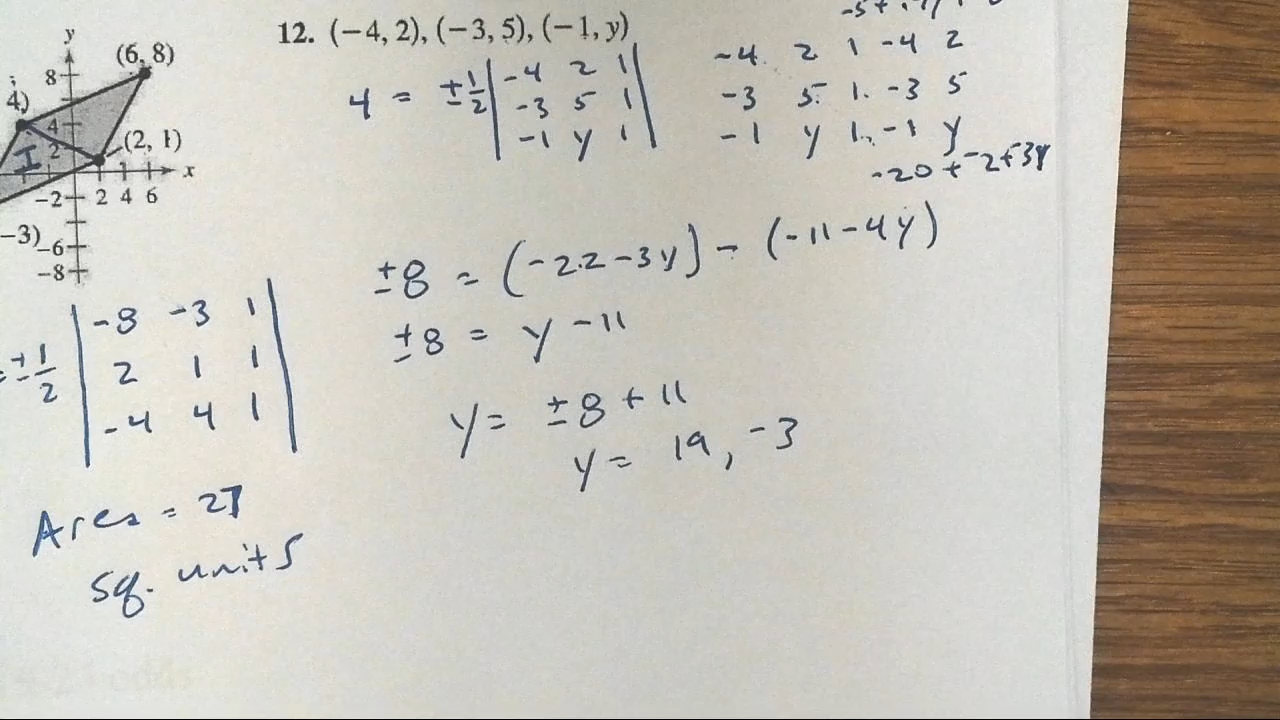 12. (−4, 2), (−3, 5), (−1, y)
4 = ±1/2 | -4 2 1
-3 5 1
-1 y 1 |
-4 2 1 -4 2
-3 5 1 -3 5
-1 y 1 -1 y
-20 + -2 + -3y
±8 = (-22 - 3y) - (-11 - 4y)
±8 = y - 11
y = ±8 + 11
y = 19, -3
y
(6, 8)
8
4)
4
2
I
(2, 1)
x
−2
2 4 6
−3)
−6
−8
= ±1/2 | -8 -3 1
2 1 1
-4 4 1 |
Area = 27
sq. units